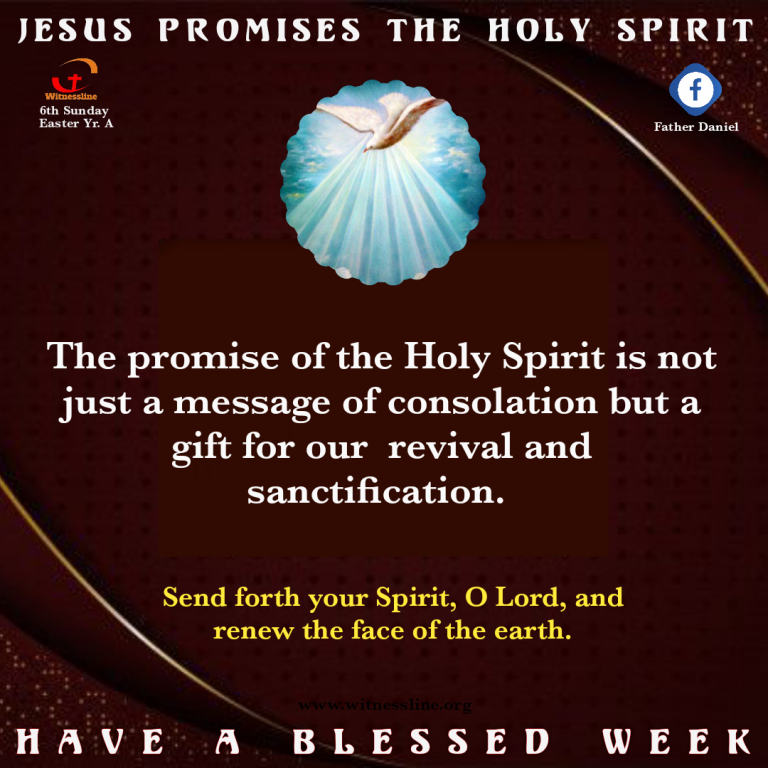 JESUS PROMISES THE HOLY SPIRIT
Witnessline
6th Sunday
Easter Yr. A
f
Father Daniel
The promise of the Holy Spirit is not
just a message of consolation but a
gift for our revival and
sanctification.
Send forth your Spirit, O Lord, and
renew the face of the earth.
www.witnessline.org
HAVE A BLESSED WEEK